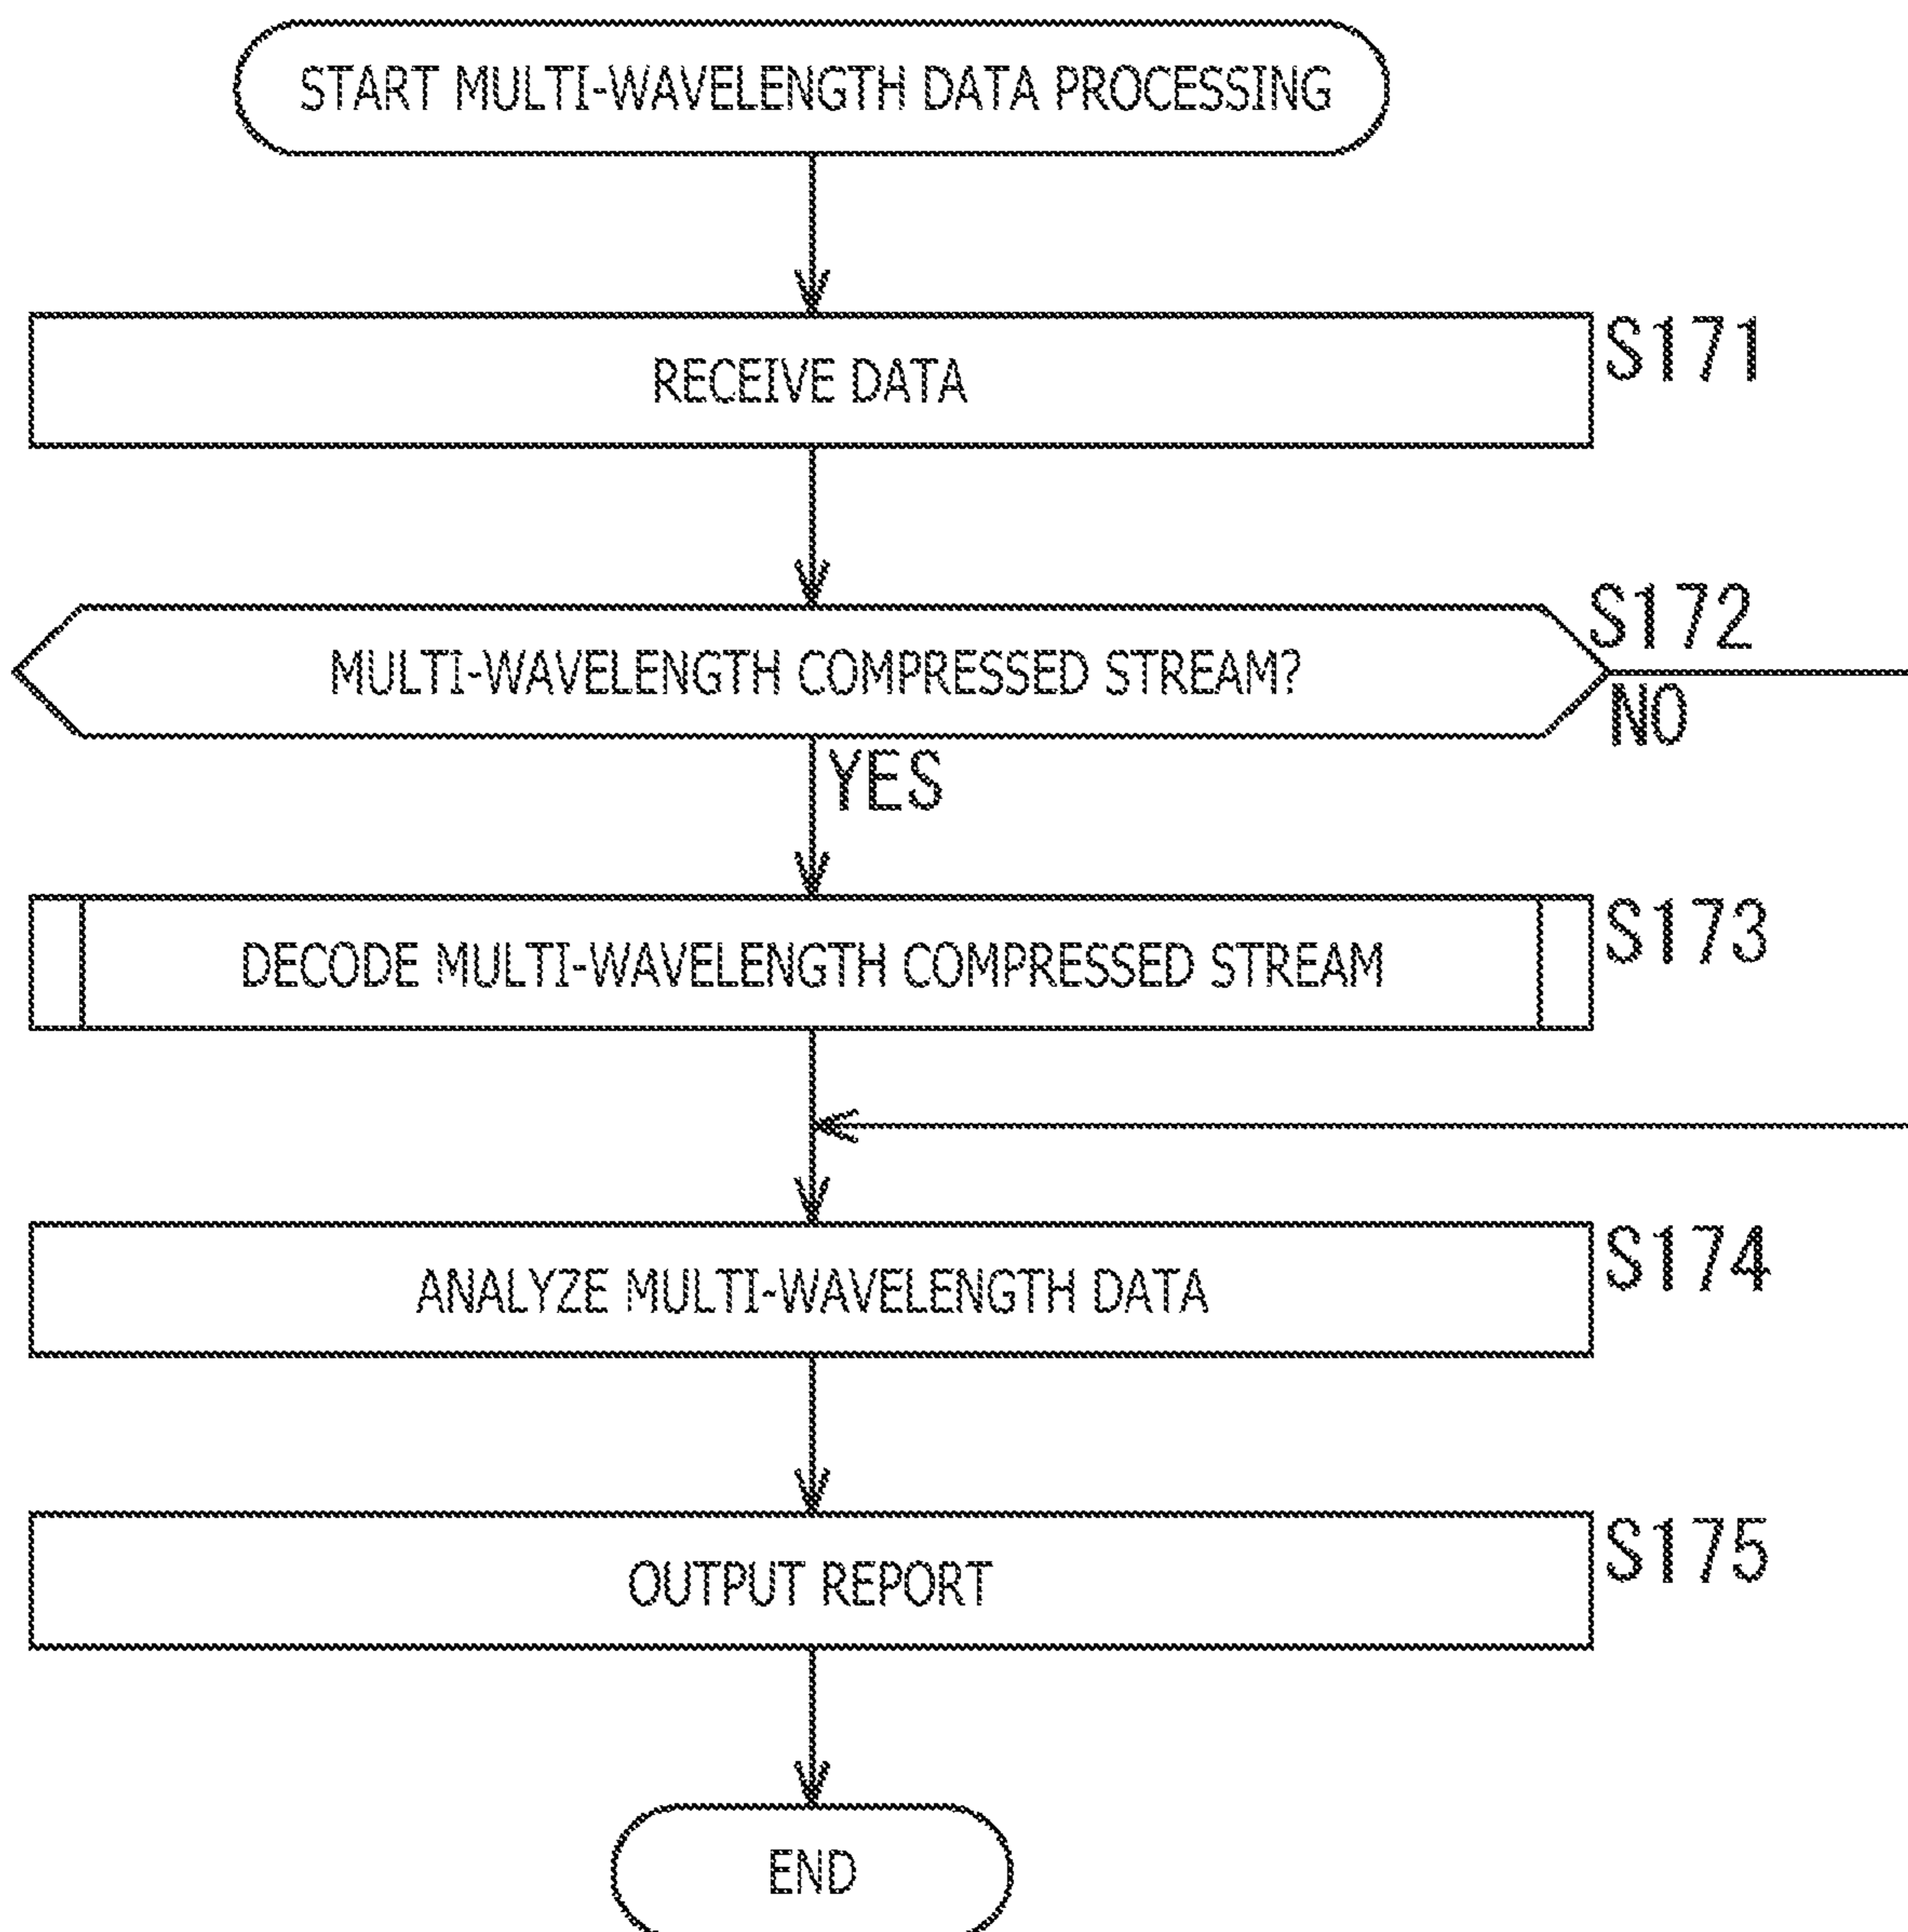 START MULTI-WAVELENGTH DATA PROCESSING
RECEIVE DATA
S171
MULTI-WAVELENGTH COMPRESSED STREAM?
S172
NO
YES
DECODE MULTI-WAVELENGTH COMPRESSED STREAM
S173
ANALYZE MULTI-WAVELENGTH DATA
S174
OUTPUT REPORT
S175
END